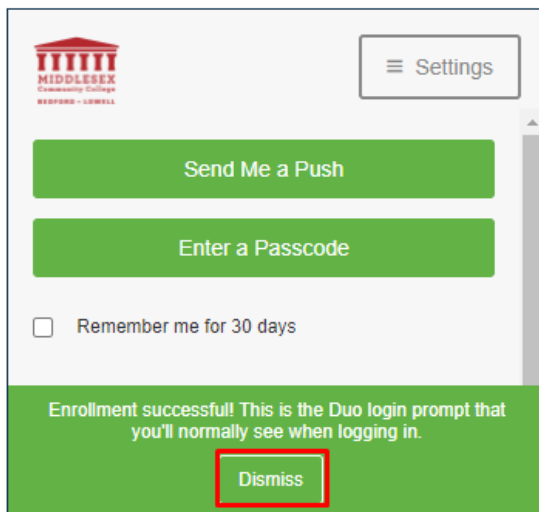 MIDDLESEX
Community College
BEDFORD - LOWELL
≡ Settings
Send Me a Push
Enter a Passcode
Remember me for 30 days
Enrollment successful! This is the Duo login prompt that
you'll normally see when logging in.
Dismiss